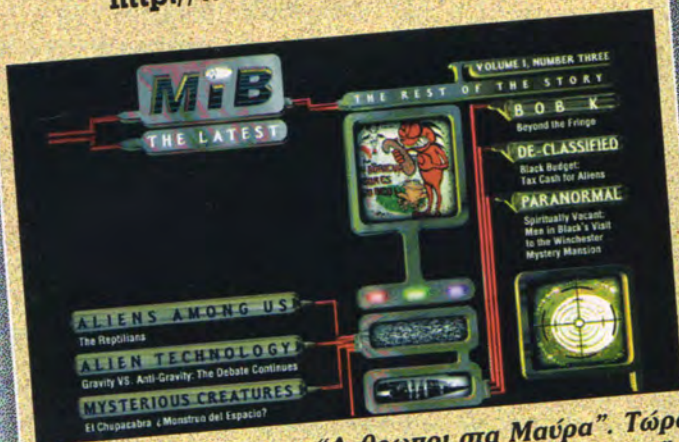 http://
MiB
THE LATEST
VOLUME I, NUMBER THREE
THE REST OF THE STORY
BOB K.
Beyond the Fringe
DE-CLASSIFIED
Black Budget:
Tax Cash for Aliens
PARANORMAL
Spiritually Vacant:
Men in Black's Visit
to the Winchester
Mystery Mansion
ALIENS AMONG US
The Reptilians
ALIEN TECHNOLOGY
Gravity VS. Anti-Gravity: The Debate Continues
MYSTERIOUS CREATURES
El Chupacabra ¿Monstruo del Espacio?
στα Μαύρα". Τώρα